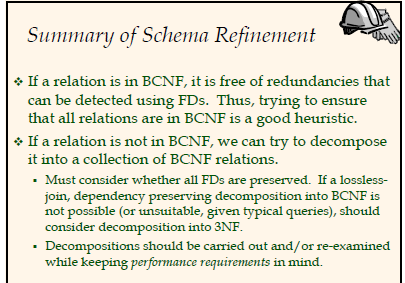 Summary of Schema Refinement
❖ If a relation is in BCNF, it is free of redundancies that
can be detected using FDs. Thus, trying to ensure
that all relations are in BCNF is a good heuristic.
❖ If a relation is not in BCNF, we can try to decompose
it into a collection of BCNF relations.
▪ Must consider whether all FDs are preserved. If a lossless-
join, dependency preserving decomposition into BCNF is
not possible (or unsuitable, given typical queries), should
consider decomposition into 3NF.
▪ Decompositions should be carried out and/or re-examined
while keeping performance requirements in mind.